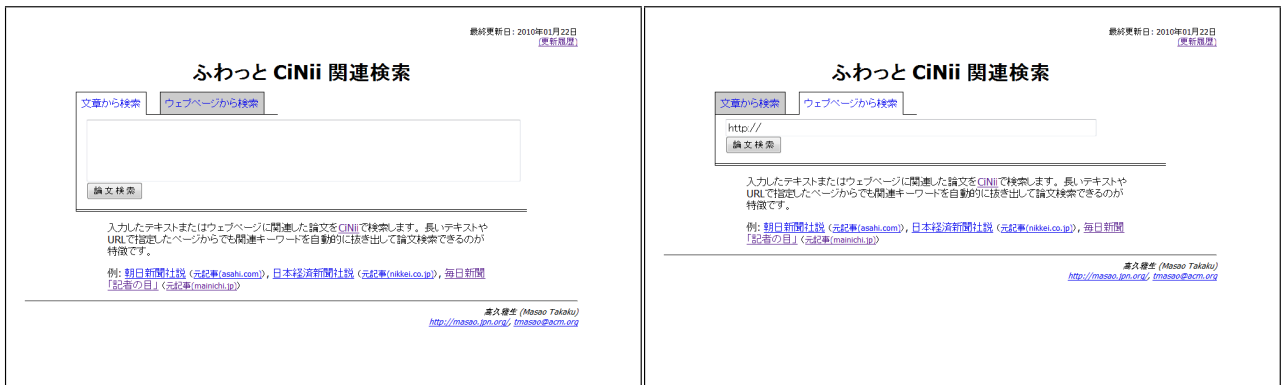 最終更新日: 2010年01月22日
(更新履歴)
ふわっと CiNii 関連検索
文章から検索
ウェブページから検索
論文検索
入力したテキストまたはウェブページに関連した論文をCiNiiで検索します。長いテキストや
URLで指定したページからでも関連キーワードを自動的に抜き出して論文検索できるのが
特徴です。
例: 朝日新聞社説 (元記事(asahi.com)), 日本経済新聞社説 (元記事(nikkei.co.jp)), 毎日新聞
「記者の目」 (元記事(mainichi.jp))
高久雅生 (Masao Takaku)
http://masao.jpn.org/, tmasao@acm.org
最終更新日: 2010年01月22日
(更新履歴)
ふわっと CiNii 関連検索
文章から検索
ウェブページから検索
http://
論文検索
入力したテキストまたはウェブページに関連した論文をCiNiiで検索します。長いテキストや
URLで指定したページからでも関連キーワードを自動的に抜き出して論文検索できるのが
特徴です。
例: 朝日新聞社説 (元記事(asahi.com)), 日本経済新聞社説 (元記事(nikkei.co.jp)), 毎日新聞
「記者の目」 (元記事(mainichi.jp))
高久雅生 (Masao Takaku)
http://masao.jpn.org/, tmasao@acm.org